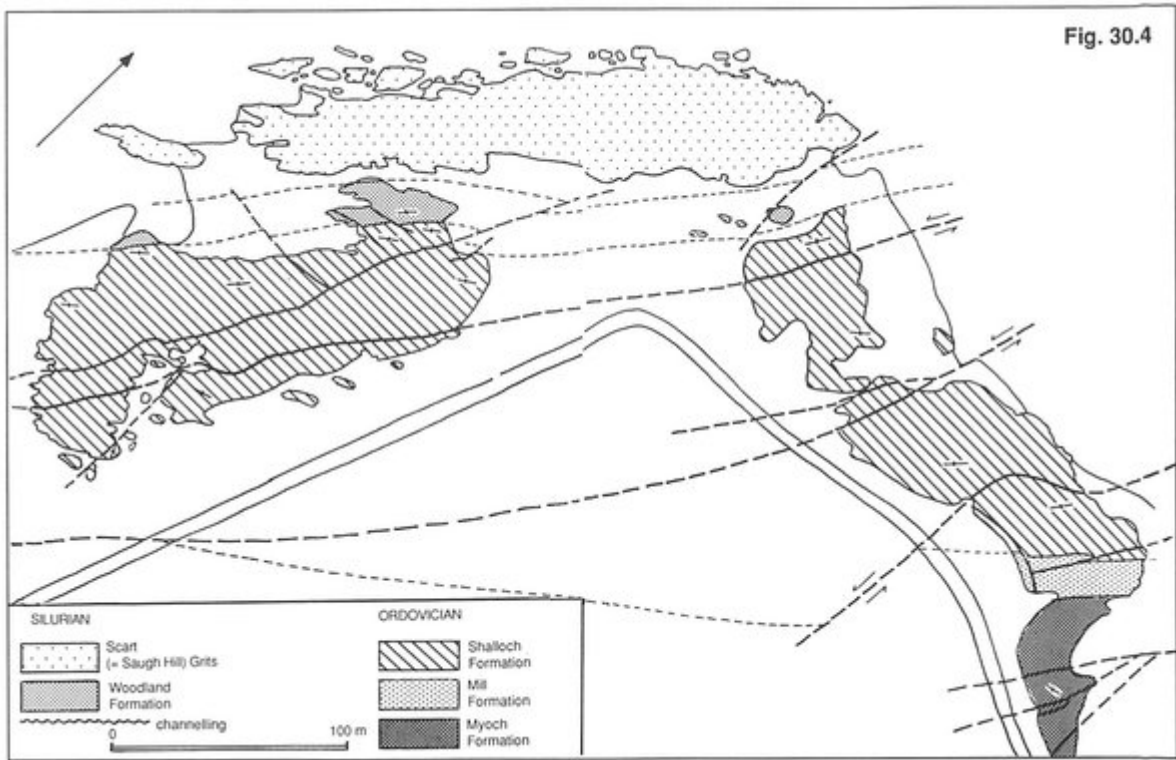 Fig. 30.4
SILURIAN
Scart
(= Saugh Hill) Grits
Woodland
Formation
channelling
0 100 m
ORDOVICIAN
Shalloch
Formation
Mill
Formation
Myoch
Formation